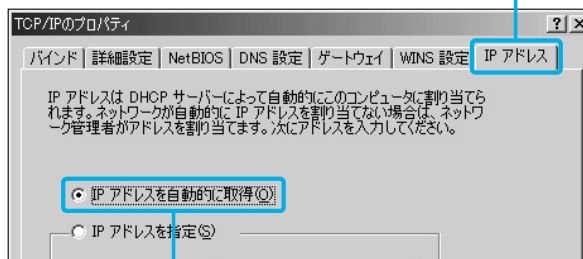 TCP/IPのプロパティ
バインド 詳細設定 NetBIOS DNS 設定 ゲートウェイ WINS 設定 IP アドレス
IP アドレスは DHCP サーバーによって自動的にこのコンピュータに割り当てら
れます。ネットワークが自動的に IP アドレスを割り当てない場合は、ネットワ
ーク管理者がアドレスを割り当てます。次にアドレスを入力してください。
IP アドレスを自動的に取得(O)
IP アドレスを指定(S)